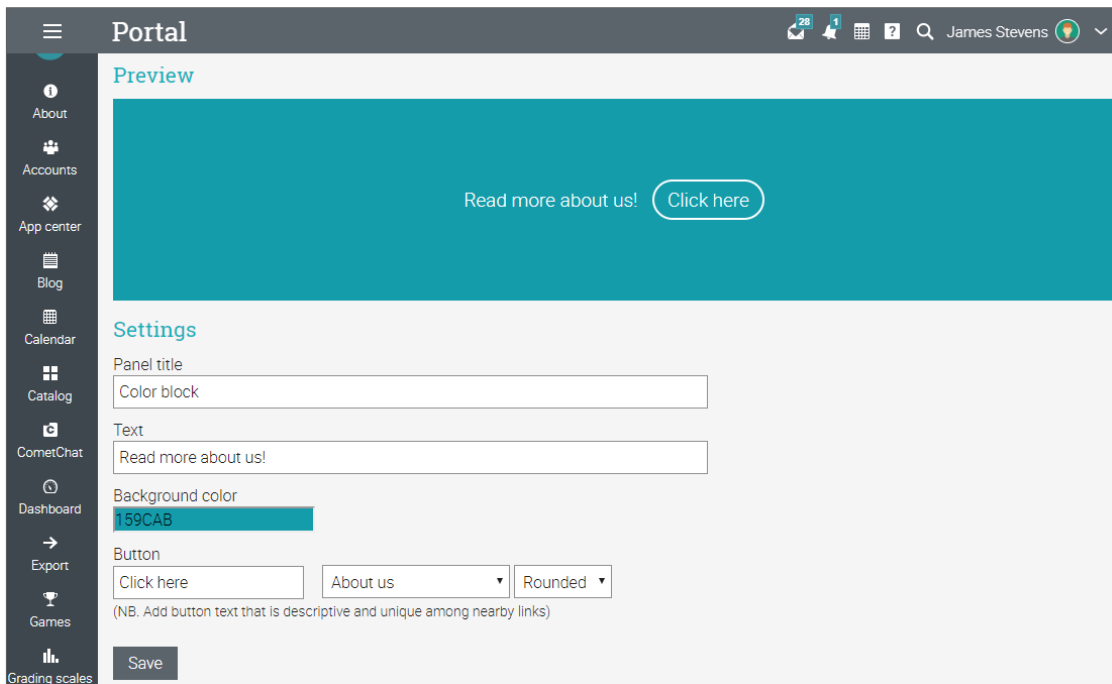 Portal
28
1
?
James Stevens
About
Accounts
App center
Blog
Calendar
Catalog
C
CometChat
Dashboard
Export
Games
Grading scales
Preview
Read more about us! Click here
Settings
Panel title
Color block
Text
Read more about us!
Background color
159CAB
Button
Click here About us Rounded
(NB. Add button text that is descriptive and unique among nearby links)
Save